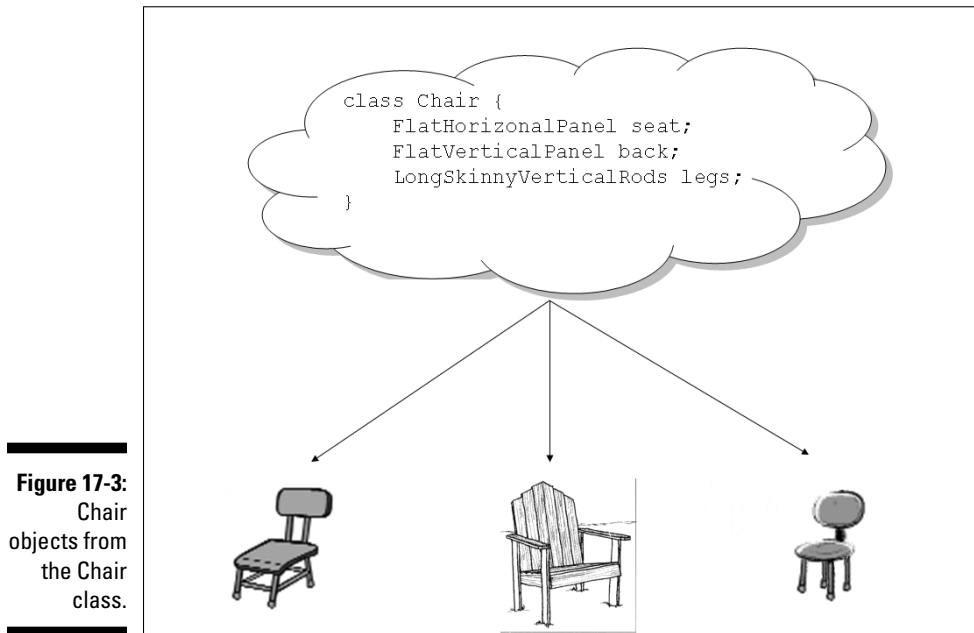 class Chair {
FlatHorizonalPanel seat;
FlatVerticalPanel back;
LongSkinnyVerticalRods legs;
}
Figure 17-3:
Chair
objects from
the Chair
class.